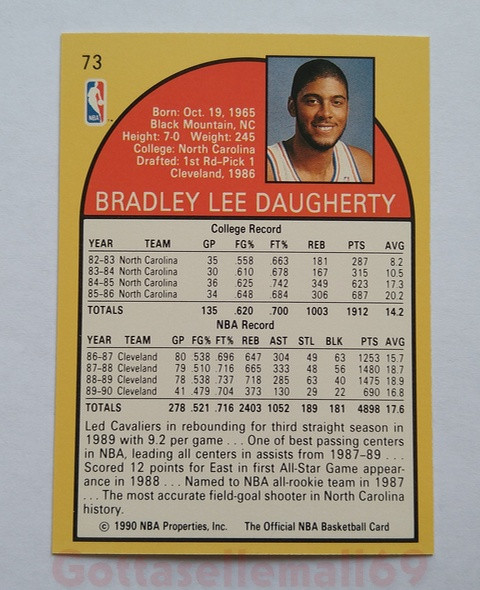 73
NBA
Born: Oct. 19, 1965
Black Mountain, NC
Height: 7-0 Weight: 245
College: North Carolina
Drafted: 1st Rd-Pick 1
Cleveland, 1986
BRADLEY LEE DAUGHERTY
College Record
YEAR TEAM GP FG% FT% REB PTS AVG
82-83 North Carolina 35 .558 .663 181 287 8.2
83-84 North Carolina 30 .610 .678 167 315 10.5
84-85 North Carolina 36 .625 .742 349 623 17.3
85-86 North Carolina 34 .648 .684 306 687 20.2
TOTALS 135 .620 .700 1003 1912 14.2
NBA Record
YEAR TEAM GP FG% FT% REB AST STL BLK PTS AVG
86-87 Cleveland 80 .538 .696 647 304 49 63 1253 15.7
87-88 Cleveland 79 .510 .716 665 333 48 56 1480 18.7
88-89 Cleveland 78 .538 .737 718 285 63 40 1475 18.9
89-90 Cleveland 41 .479 .704 373 130 29 22 690 16.8
TOTALS 278 .521 .716 2403 1052 189 181 4898 17.6
Led Cavaliers in rebounding for third straight season in
1989 with 9.2 per game . . . One of best passing centers
in NBA, leading all centers in assists from 1987-89 . . .
Scored 12 points for East in first All-Star Game appear-
ance in 1988 . . . Named to NBA all-rookie team in 1987
. . . The most accurate field-goal shooter in North Carolina
history.
© 1990 NBA Properties, Inc. The Official NBA Basketball Card
Gottasellemall69